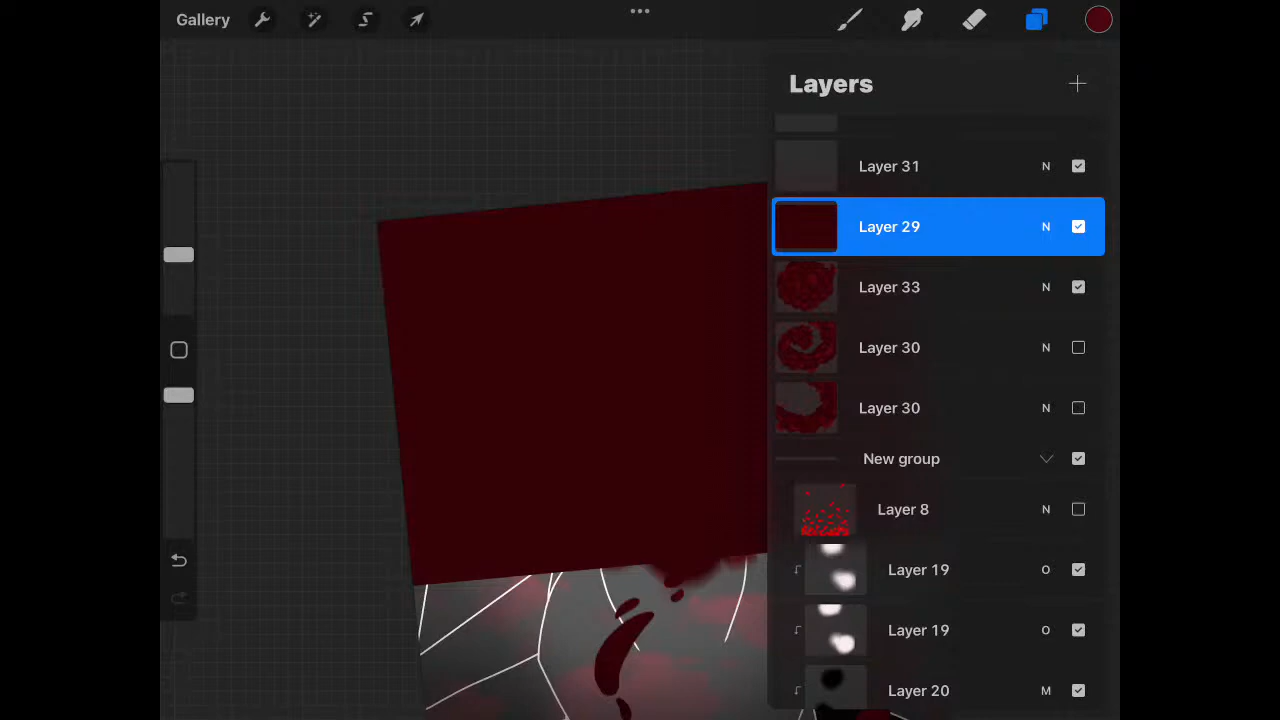 Gallery
Layers
Layer 31 N
Layer 29 N
Layer 33 N
Layer 30 N
Layer 30 N
New group
Layer 8 N
Layer 19 O
Layer 19 O
Layer 20 M